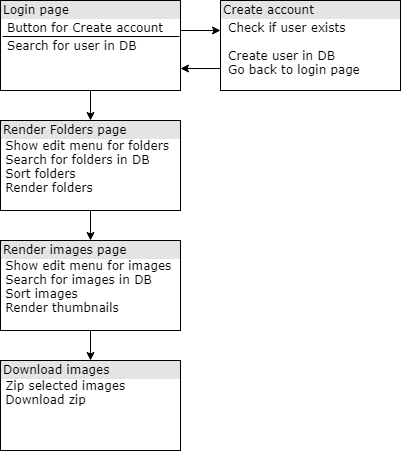 Login page
Button for Create account
Search for user in DB
Create account
Check if user exists
Create user in DB
Go back to login page
Render Folders page
Show edit menu for folders
Search for folders in DB
Sort folders
Render folders
Render images page
Show edit menu for images
Search for images in DB
Sort images
Render thumbnails
Download images
Zip selected images
Download zip